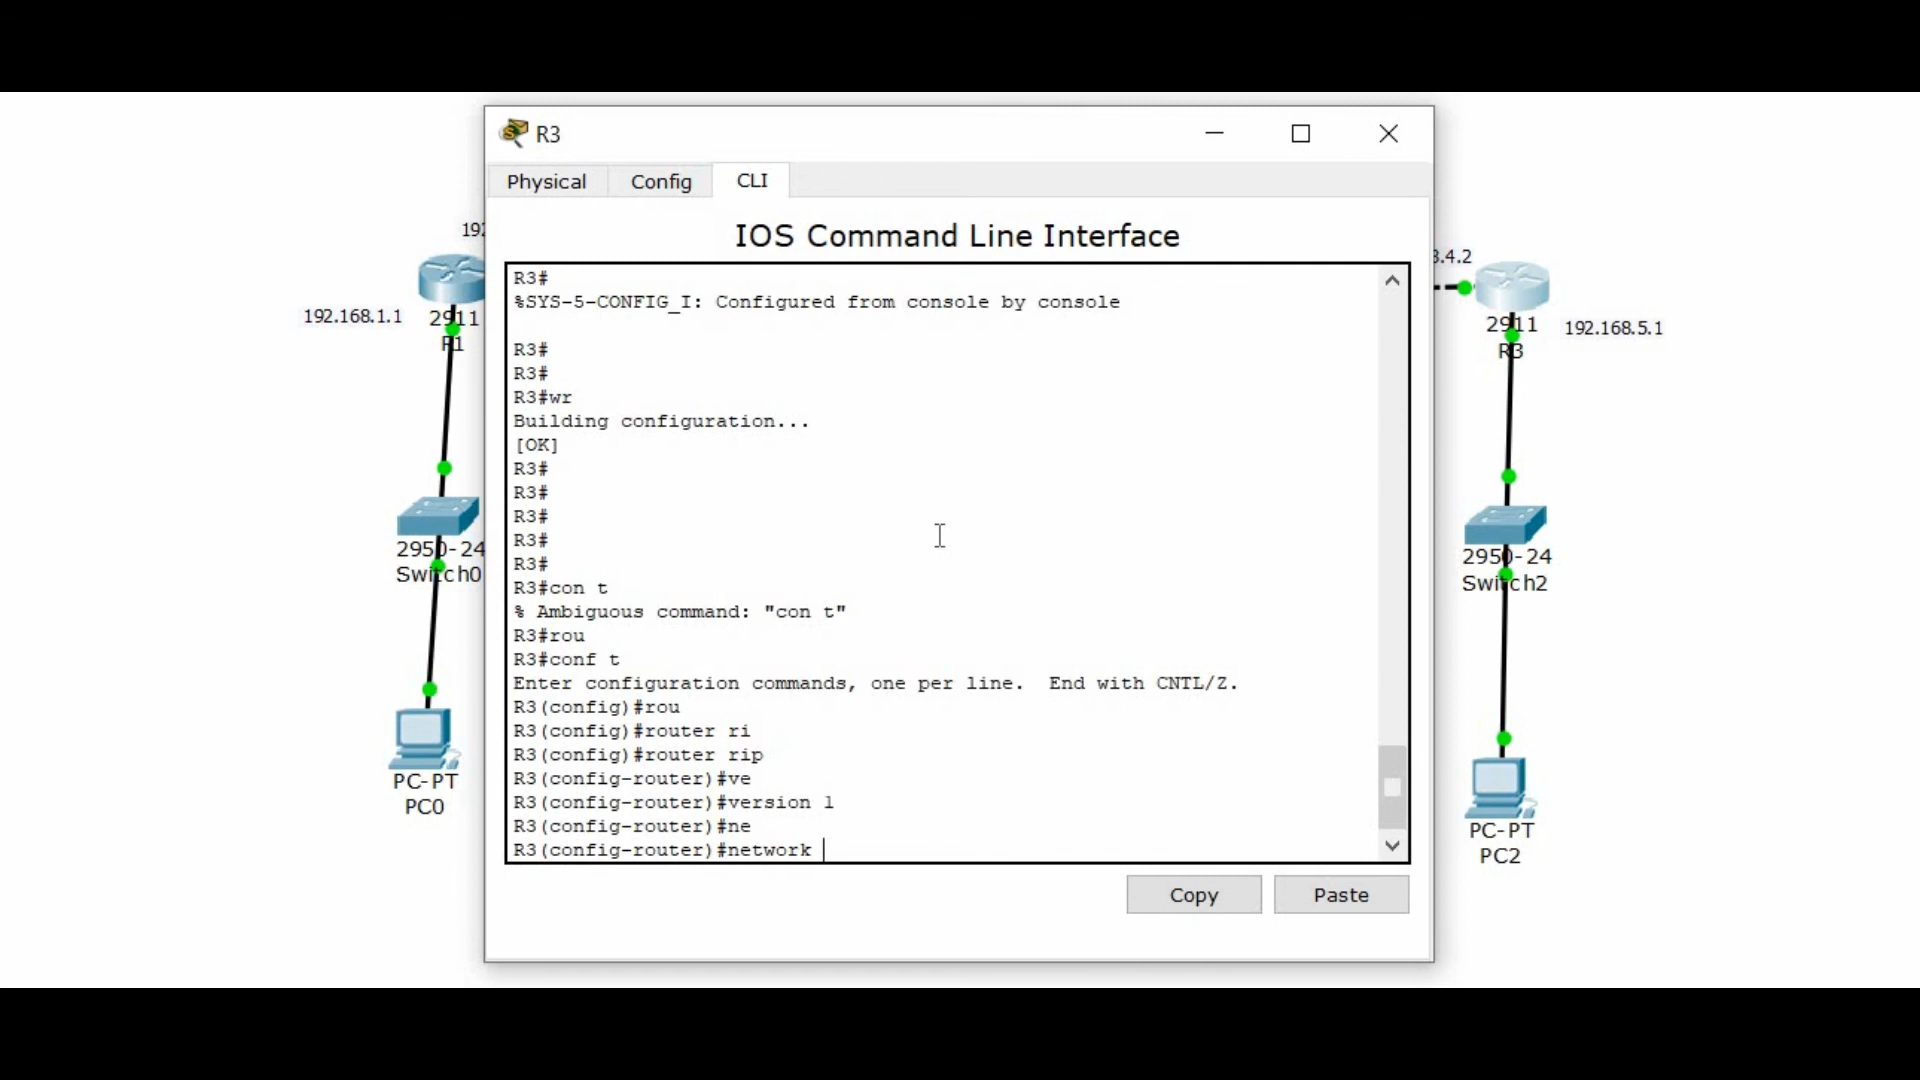 R3
Physical
Config
CLI
IOS Command Line Interface
R3#
%SYS-5-CONFIG_I: Configured from console by console
R3#
R3#
R3#wr
Building configuration...
[OK]
R3#
R3#
R3#
R3#
R3#
R3#con t
% Ambiguous command: "con t"
R3#rou
R3#conf t
Enter configuration commands, one per line.  End with CNTL/Z.
R3(config)#rou
R3(config)#router ri
R3(config)#router rip
R3(config-router)#ve
R3(config-router)#version 1
R3(config-router)#ne
R3(config-router)#network
Copy
Paste
192
192.168.1.1
2911
R1
2950-24
Switch0
PC-PT
PC0
3.4.2
2911
R3
192.168.5.1
2950-24
Switch2
PC-PT
PC2